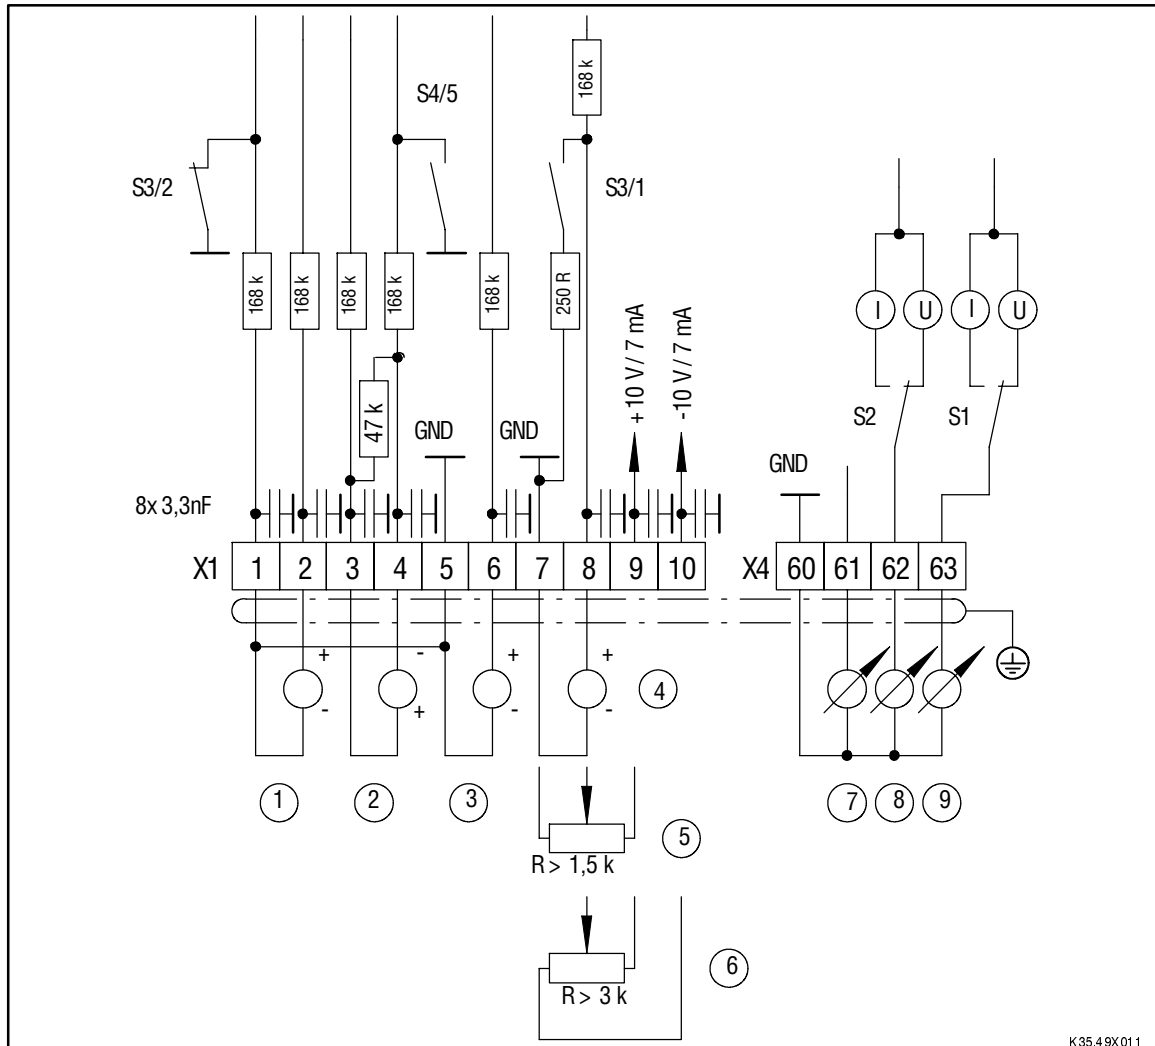 168 k
S4/5
S3/2
S3/1
168 k
168 k
168 k
168 k
168 k
250 R
+10 V / 7 mA
-10 V / 7 mA
I
U
I
U
47 k
GND
GND
S2
S1
GND
8x 3,3nF
X1 1 2 3 4 5 6 7 8 9 10
X4 60 61 62 63
+ - + +
- + - -
4
1 2 3
7 8 9
5
R > 1,5 k
6
R > 3 k
K35.49X011